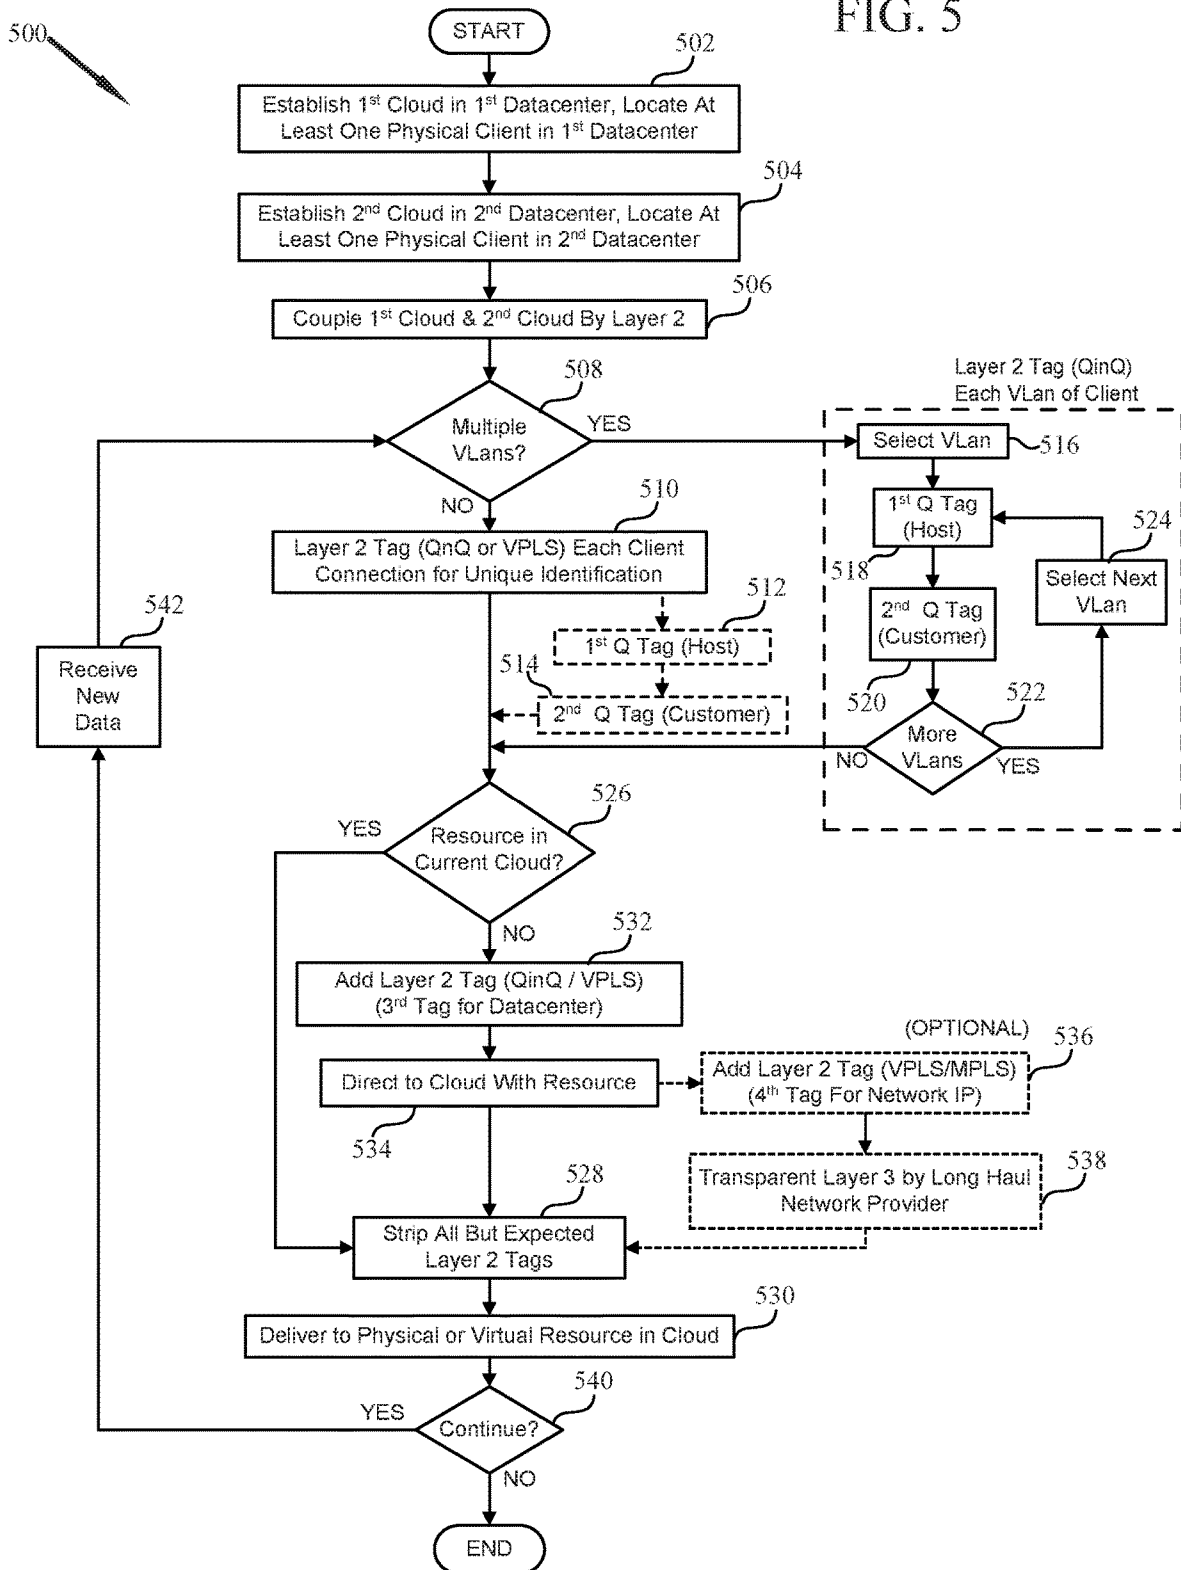 FIG. 5
500
START
502
Establish 1st Cloud in 1st Datacenter, Locate At
Least One Physical Client in 1st Datacenter
504
Establish 2nd Cloud in 2nd Datacenter, Locate At
Least One Physical Client in 2nd Datacenter
506
Couple 1st Cloud & 2nd Cloud By Layer 2
508
Multiple
VLans?
YES
NO
Layer 2 Tag (QinQ)
Each VLan of Client
Select VLan
516
1st Q Tag
(Host)
518
524
Select Next
VLan
2nd Q Tag
(Customer)
520
522
More
VLans
NO
YES
510
Layer 2 Tag (QnQ or VPLS) Each Client
Connection for Unique Identification
512
1st Q Tag (Host)
514
2nd Q Tag (Customer)
542
Receive
New
Data
526
Resource in
Current Cloud?
YES
NO
532
Add Layer 2 Tag (QinQ / VPLS)
(3rd Tag for Datacenter)
Direct to Cloud With Resource
534
(OPTIONAL)
536
Add Layer 2 Tag (VPLS/MPLS)
(4th Tag For Network IP)
538
Transparent Layer 3 by Long Haul
Network Provider
528
Strip All But Expected
Layer 2 Tags
530
Deliver to Physical or Virtual Resource in Cloud
540
Continue?
YES
NO
END